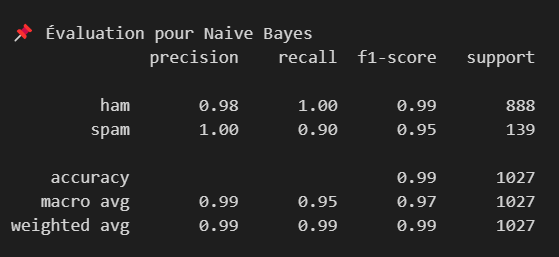 📌 Évaluation pour Naive Bayes
precision recall f1-score support
ham 0.98 1.00 0.99 888
spam 1.00 0.90 0.95 139
accuracy 0.99 1027
macro avg 0.99 0.95 0.97 1027
weighted avg 0.99 0.99 0.99 1027